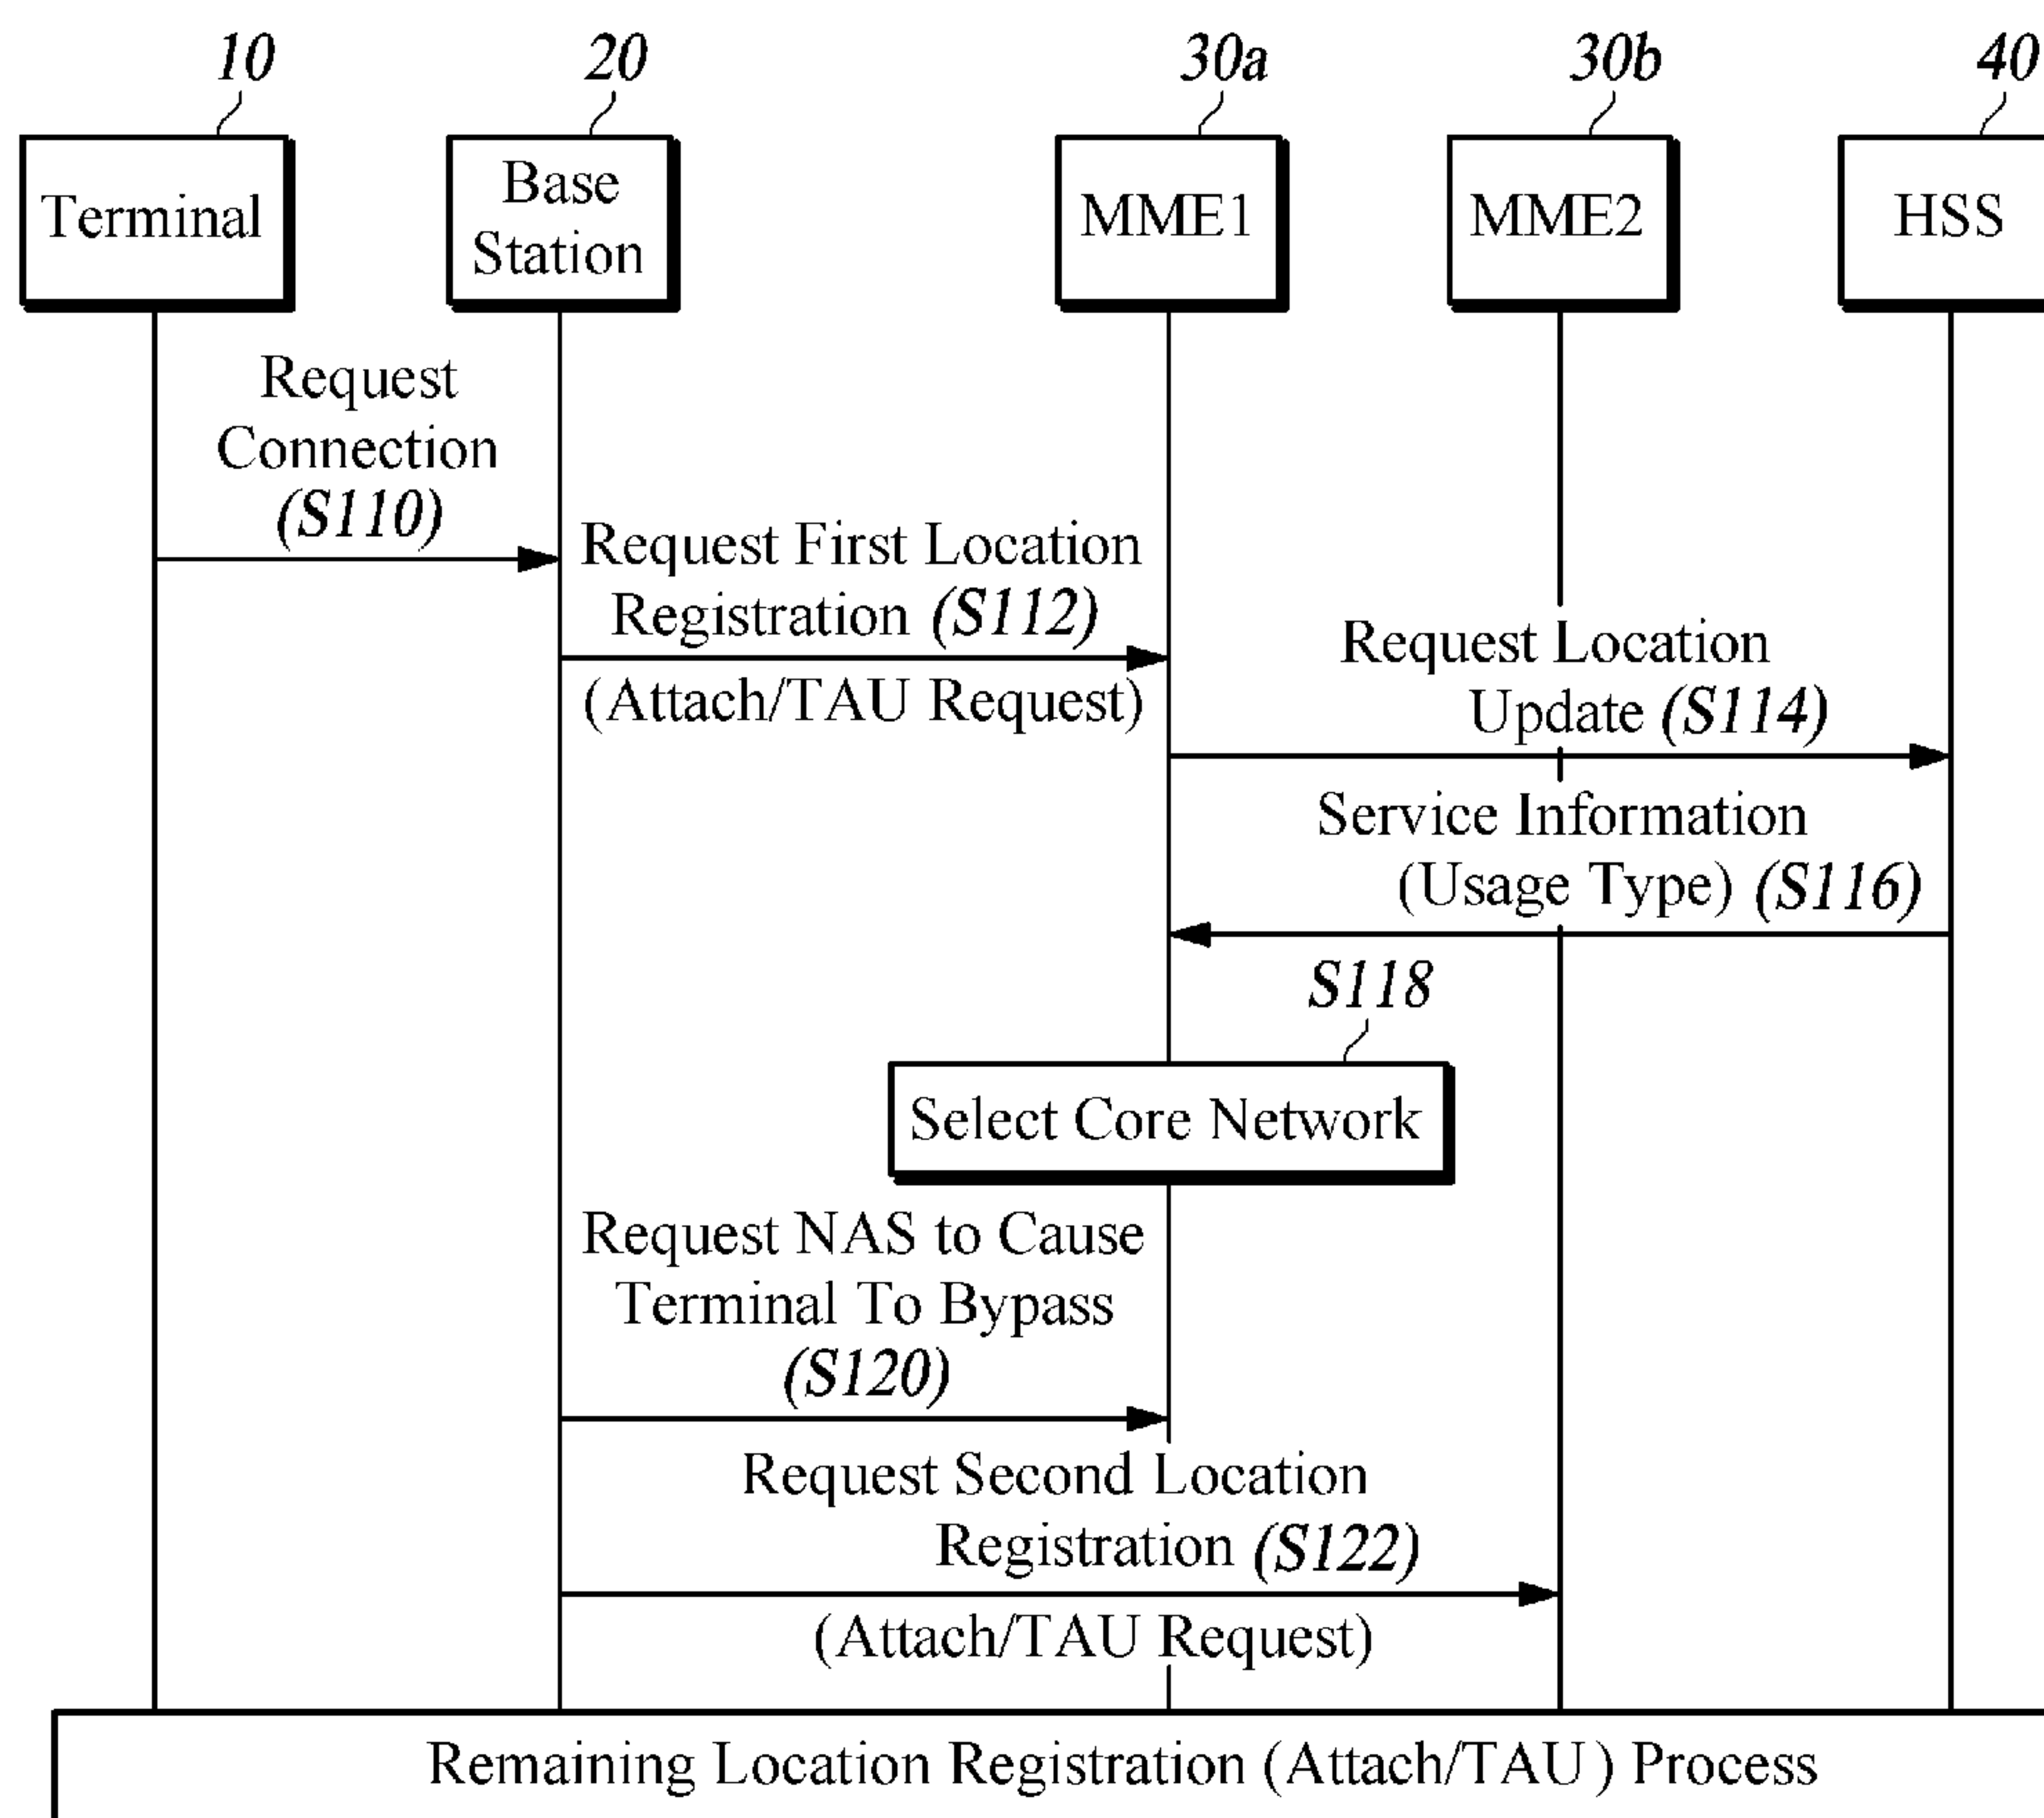 10
20
30a
30b
40
Terminal
Base
Station
MME1
MME2
HSS
Request
Connection
(S110)
Request First Location
Registration (S112)
(Attach/TAU Request)
Request Location
Update (S114)
Service Information
(Usage Type) (S116)
S118
Select Core Network
Request NAS to Cause
Terminal To Bypass
(S120)
Request Second Location
Registration (S122)
(Attach/TAU Request)
Remaining Location Registration (Attach/TAU) Process